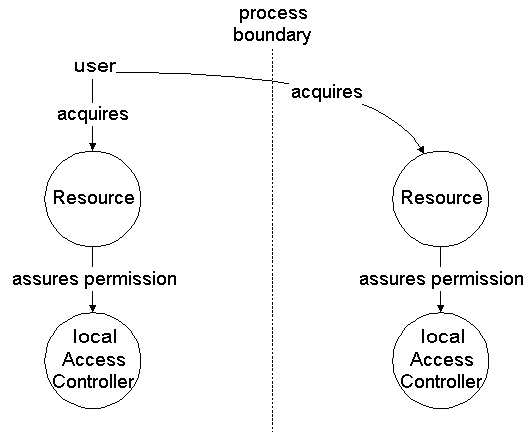 process
boundary
user
acquires
acquires
Resource
Resource
assures permission
assures permission
local
Access
Controller
local
Access
Controller